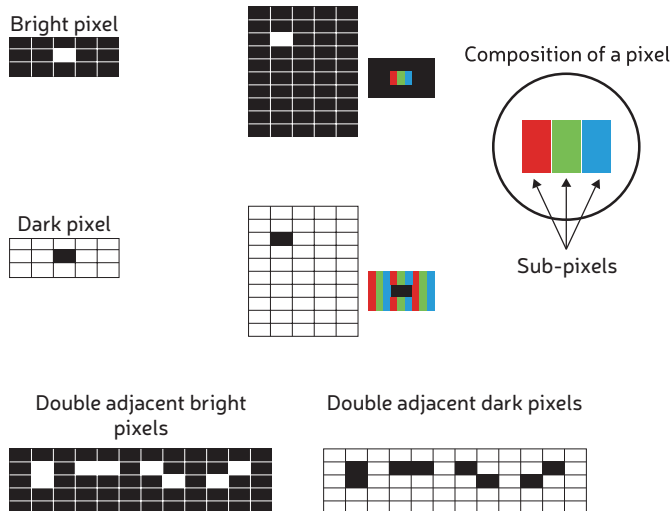 Bright pixel
Composition of a pixel
Dark pixel
Sub-pixels
Double adjacent bright
pixels
Double adjacent dark pixels